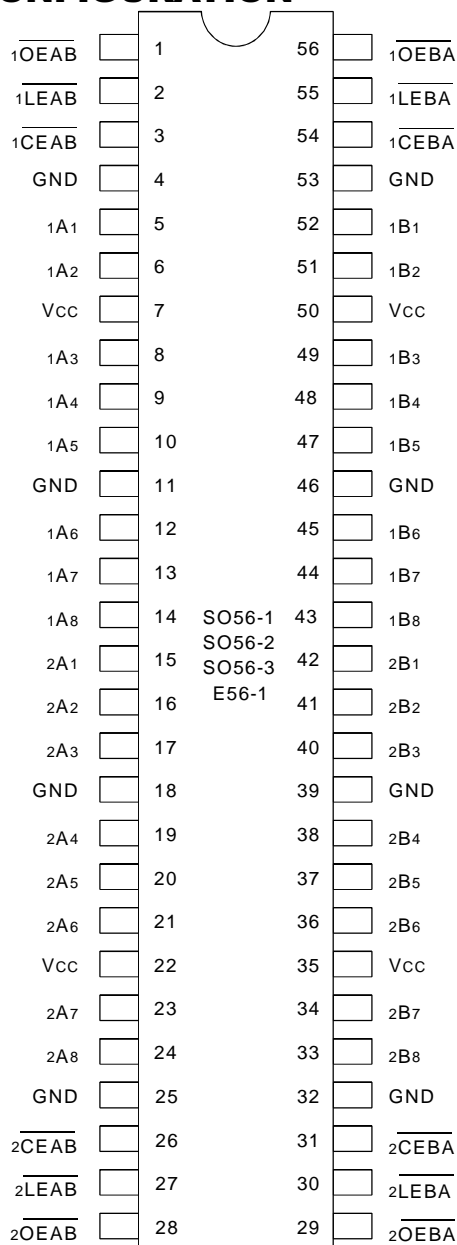 1OEAB 1 56 1OEBA
1LEAB 2 55 1LEBA
1CEAB 3 54 1CEBA
GND 4 53 GND
1A1 5 52 1B1
1A2 6 51 1B2
VCC 7 50 VCC
1A3 8 49 1B3
1A4 9 48 1B4
1A5 10 47 1B5
GND 11 46 GND
1A6 12 45 1B6
1A7 13 44 1B7
1A8 14 SO56-1 43 1B8
SO56-2
2A1 15 SO56-3 42 2B1
E56-1
2A2 16 41 2B2
2A3 17 40 2B3
GND 18 39 GND
2A4 19 38 2B4
2A5 20 37 2B5
2A6 21 36 2B6
VCC 22 35 VCC
2A7 23 34 2B7
2A8 24 33 2B8
GND 25 32 GND
2CEAB 26 31 2CEBA
2LEAB 27 30 2LEBA
2OEAB 28 29 2OEBA